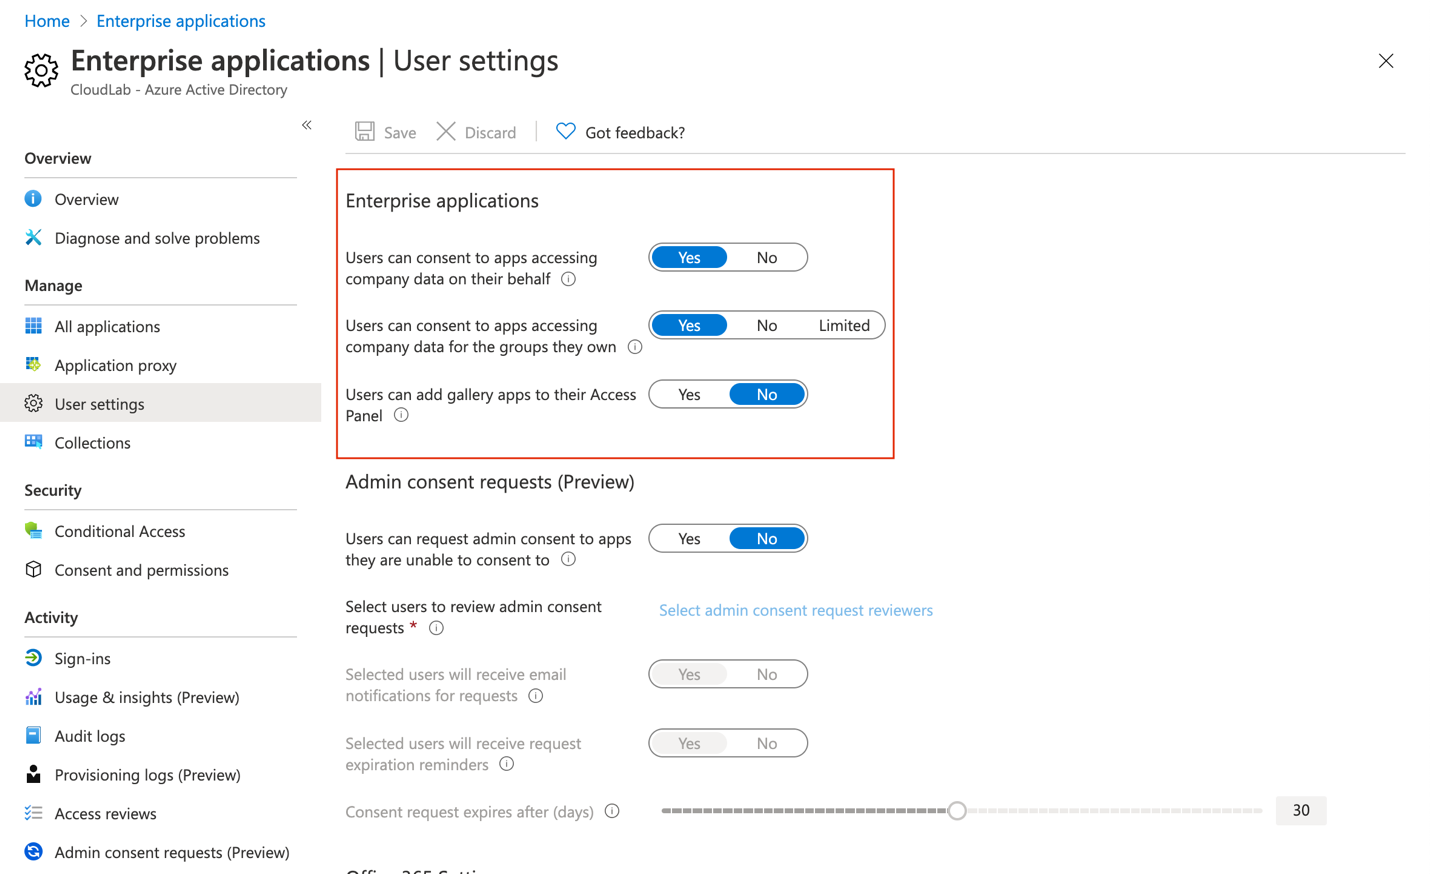 Home > Enterprise applications
Enterprise applications | User settings
CloudLab - Azure Active Directory
«
Save Discard Got feedback?
Overview
Overview
Diagnose and solve problems
Manage
All applications
Application proxy
User settings
Collections
Security
Conditional Access
Consent and permissions
Activity
Sign-ins
Usage & insights (Preview)
Audit logs
Provisioning logs (Preview)
Access reviews
Admin consent requests (Preview)
Enterprise applications
Users can consent to apps accessing
company data on their behalf
Yes No
Users can consent to apps accessing
company data for the groups they own
Yes No Limited
Users can add gallery apps to their Access
Panel
Yes No
Admin consent requests (Preview)
Users can request admin consent to apps
they are unable to consent to
Yes No
Select users to review admin consent
requests *
Select admin consent request reviewers
Selected users will receive email
notifications for requests
Yes No
Selected users will receive request
expiration reminders
Yes No
Consent request expires after (days)
30